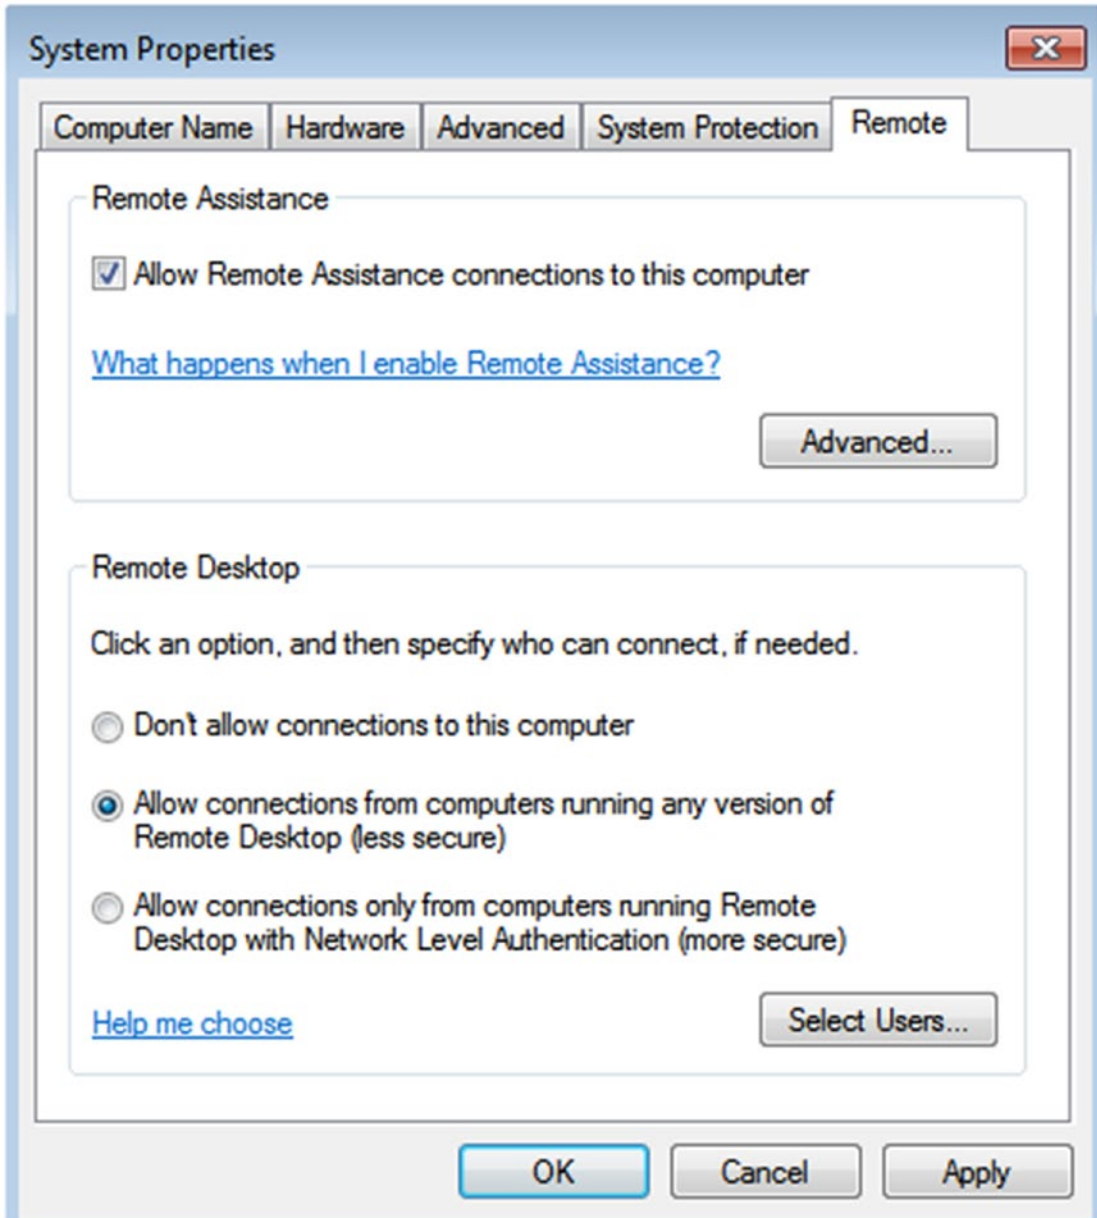 System Properties
Computer Name Hardware Advanced System Protection Remote
Remote Assistance
Allow Remote Assistance connections to this computer
What happens when I enable Remote Assistance?
Advanced...
Remote Desktop
Click an option, and then specify who can connect, if needed.
Don't allow connections to this computer
Allow connections from computers running any version of
Remote Desktop (less secure)
Allow connections only from computers running Remote
Desktop with Network Level Authentication (more secure)
Help me choose
Select Users...
OK Cancel Apply